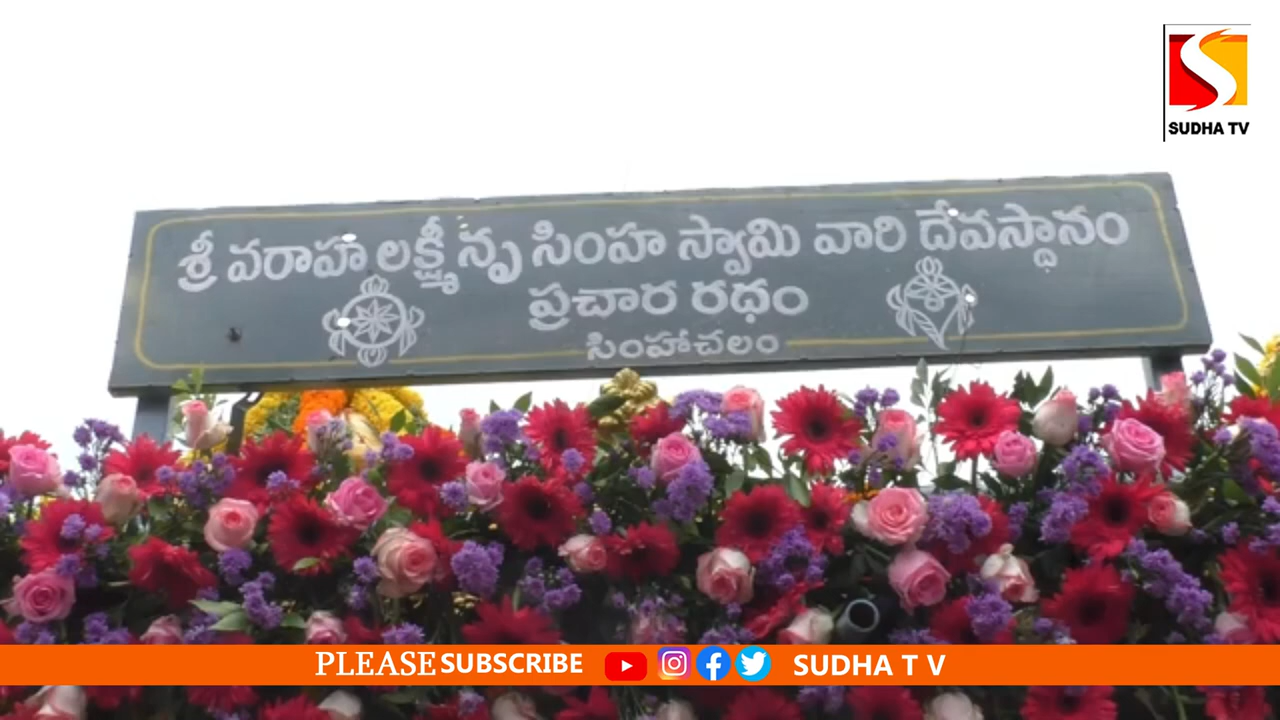 SUDHA TV
శ్రీ వరాహ లక్ష్మీ నృ సింహ స్వామి వారి దేవస్థానం
ప్రచార రథం
సింహాచలం
PLEASE SUBSCRIBE SUDHA T V